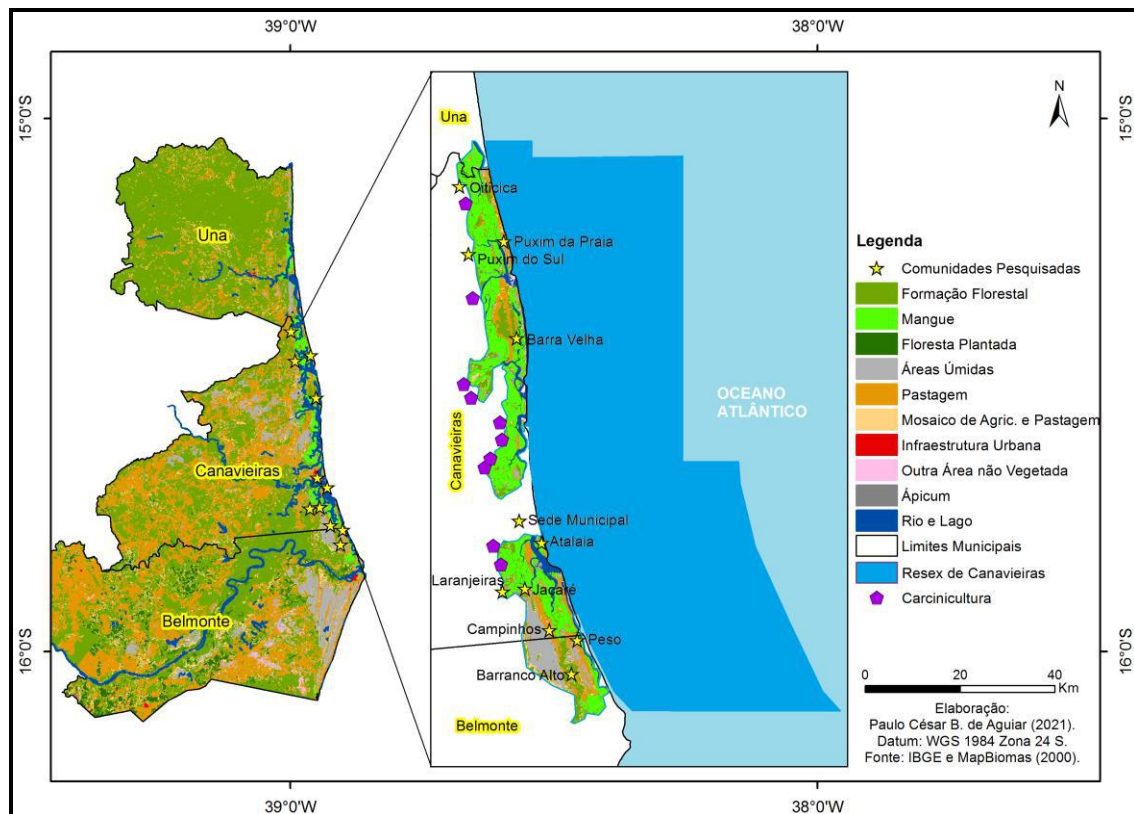 39°0'W
38°0'W
15°0'S
15°0'S
N
Una
Una
Oiticica
Puxim da Praia
Puxim do Sul
Barra Velha
Canavieiras
Canavieiras
OCEANO
ATLÂNTICO
Sede Municipal
Atalaia
Laranjeiras
Jacaré
Campinhos
Peso
Barranco Alto
Belmonte
Belmonte
Legenda
Comunidades Pesquisadas
Formação Florestal
Mangue
Floresta Plantada
Áreas Úmidas
Pastagem
Mosaico de Agric. e Pastagem
Infraestrutura Urbana
Outra Área não Vegetada
Ápicum
Rio e Lago
Limites Municipais
Resex de Canavieiras
Carcinicultura
16°0'S
16°0'S
0 20 40
Km
Elaboração:
Paulo César B. de Aguiar (2021).
Datum: WGS 1984 Zona 24 S.
Fonte: IBGE e MapBiomas (2000).
39°0'W
38°0'W